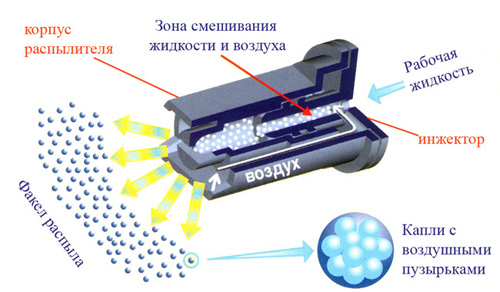 корпус
распылителя
Зона смешивания
жидкости и воздуха
Рабочая
жидкость
инжектор
воздух
Факел распыла
Капли с
воздушными
пузырьками